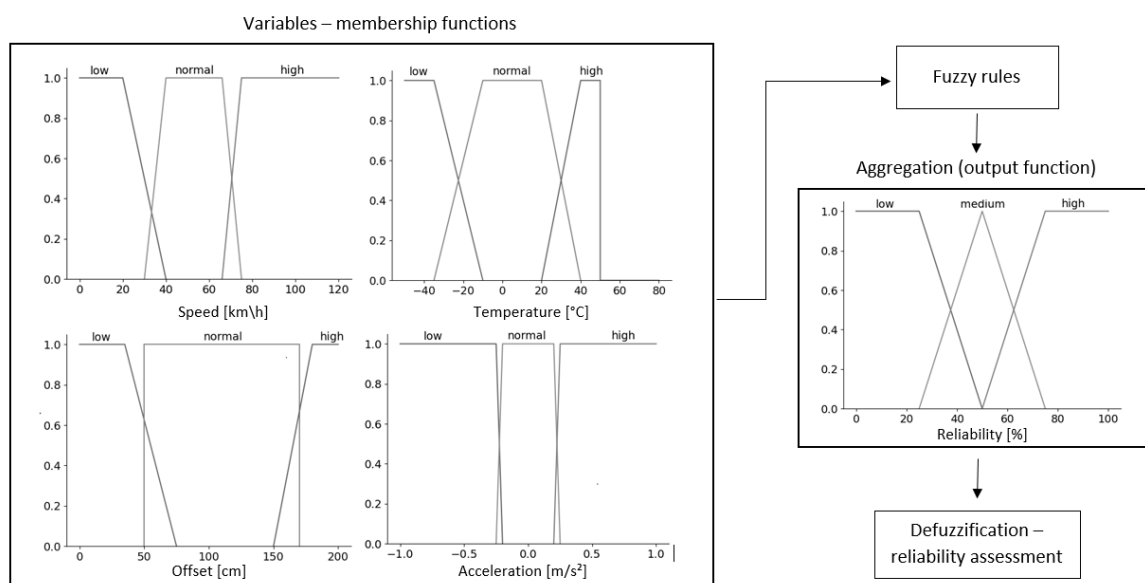 Variables – membership functions
low normal high
1.0
0.8
0.6
0.4
0.2
0.0
0 20 40 60 80 100 120
Speed [km\h]
low normal high
1.0
0.8
0.6
0.4
0.2
0.0
−40 −20 0 20 40 60 80
Temperature [°C]
low normal high
1.0
0.8
0.6
0.4
0.2
0.0
0 50 100 150 200
Offset [cm]
low normal high
1.0
0.8
0.6
0.4
0.2
0.0
−1.0 −0.5 0.0 0.5 1.0
Acceleration [m/s²]
Fuzzy rules
Aggregation (output function)
low medium high
1.0
0.8
0.6
0.4
0.2
0.0
0 20 40 60 80 100
Reliability [%]
Defuzzification –
reliability assessment